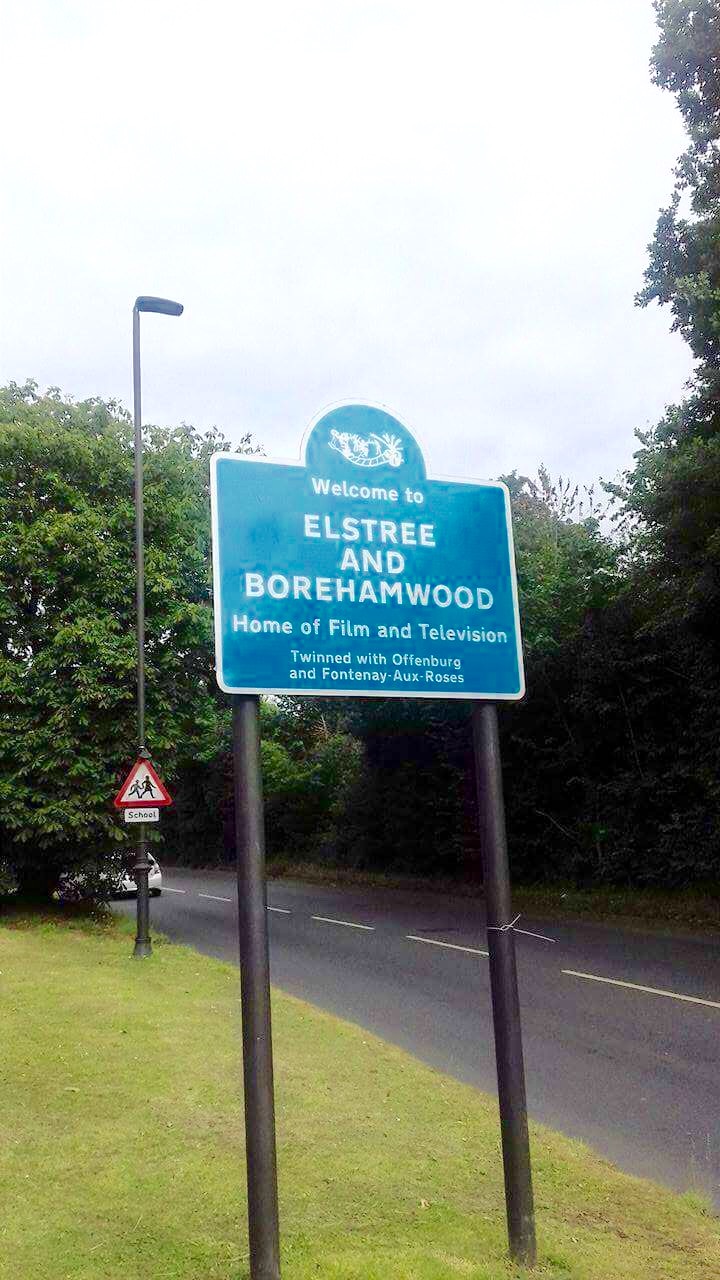 Welcome to
ELSTREE
AND
BOREHAMWOOD
Home of Film and Television
Twinned with Offenburg
and Fontenay-Aux-Roses
School